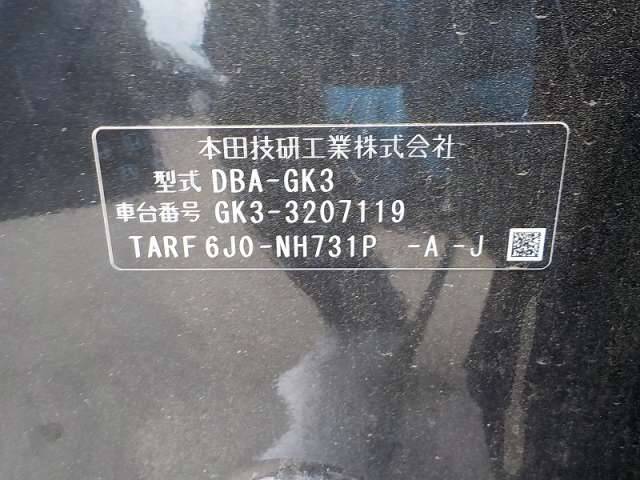 本田技研工業株式会社
型式 DBA-GK3
車台番号 GK3-3207119
TARF6J0-NH731P -A -J